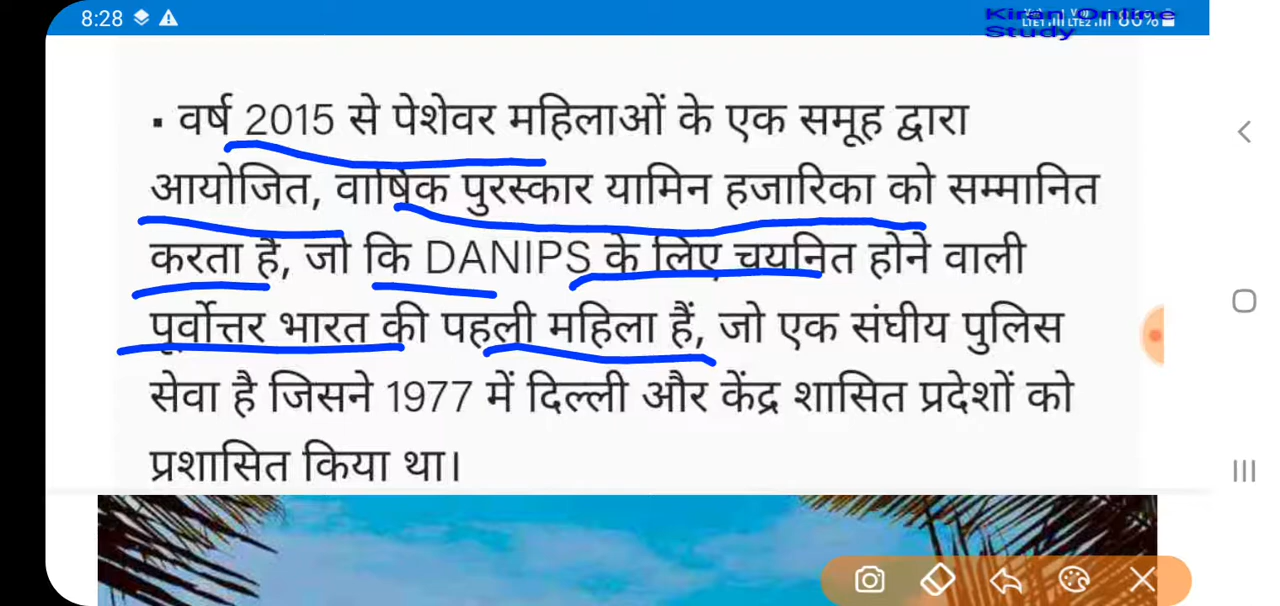 8:28
Kiran Online
Study
86%
▪ वर्ष 2015 से पेशेवर महिलाओं के एक समूह द्वारा
आयोजित, वार्षिक पुरस्कार यामिन हजारिका को सम्मानित
करता है, जो कि DANIPS के लिए चयनित होने वाली
पूर्वोत्तर भारत की पहली महिला हैं, जो एक संघीय पुलिस
सेवा है जिसने 1977 में दिल्ली और केंद्र शासित प्रदेशों को
प्रशासित किया था।